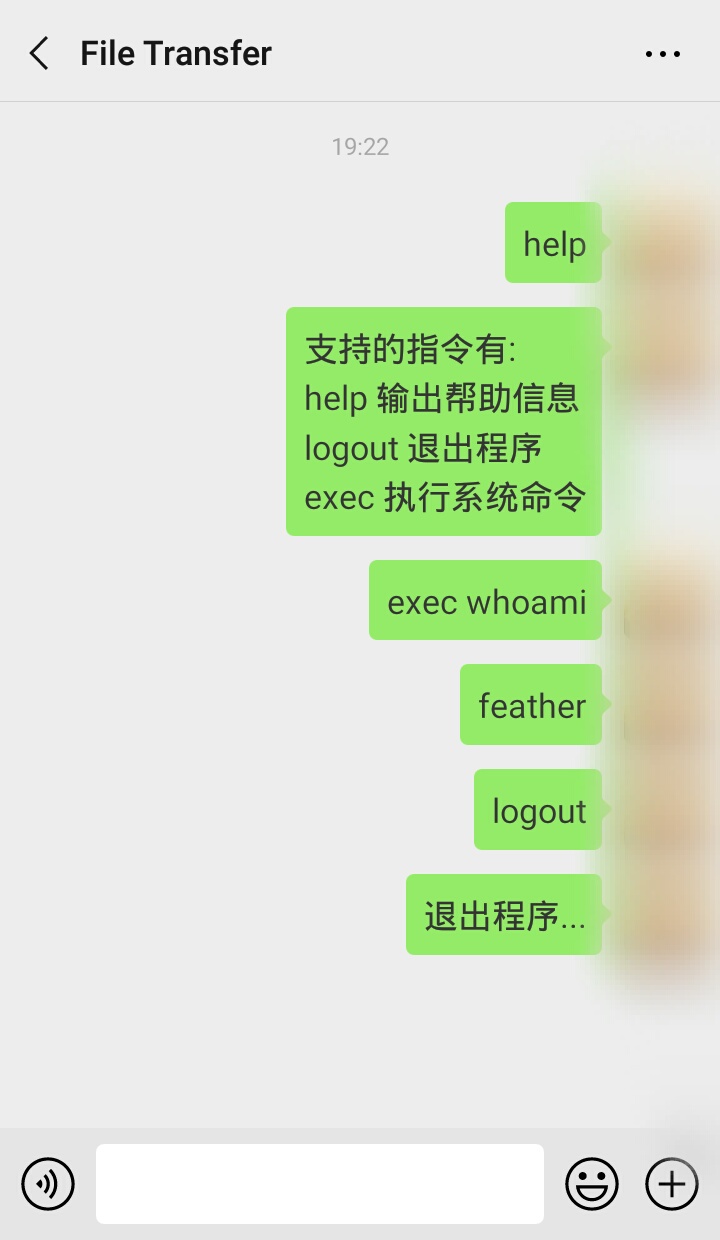 File Transfer
19:22
help
支持的指令有:
help 输出帮助信息
logout 退出程序
exec 执行系统命令
exec whoami
feather
logout
退出程序...